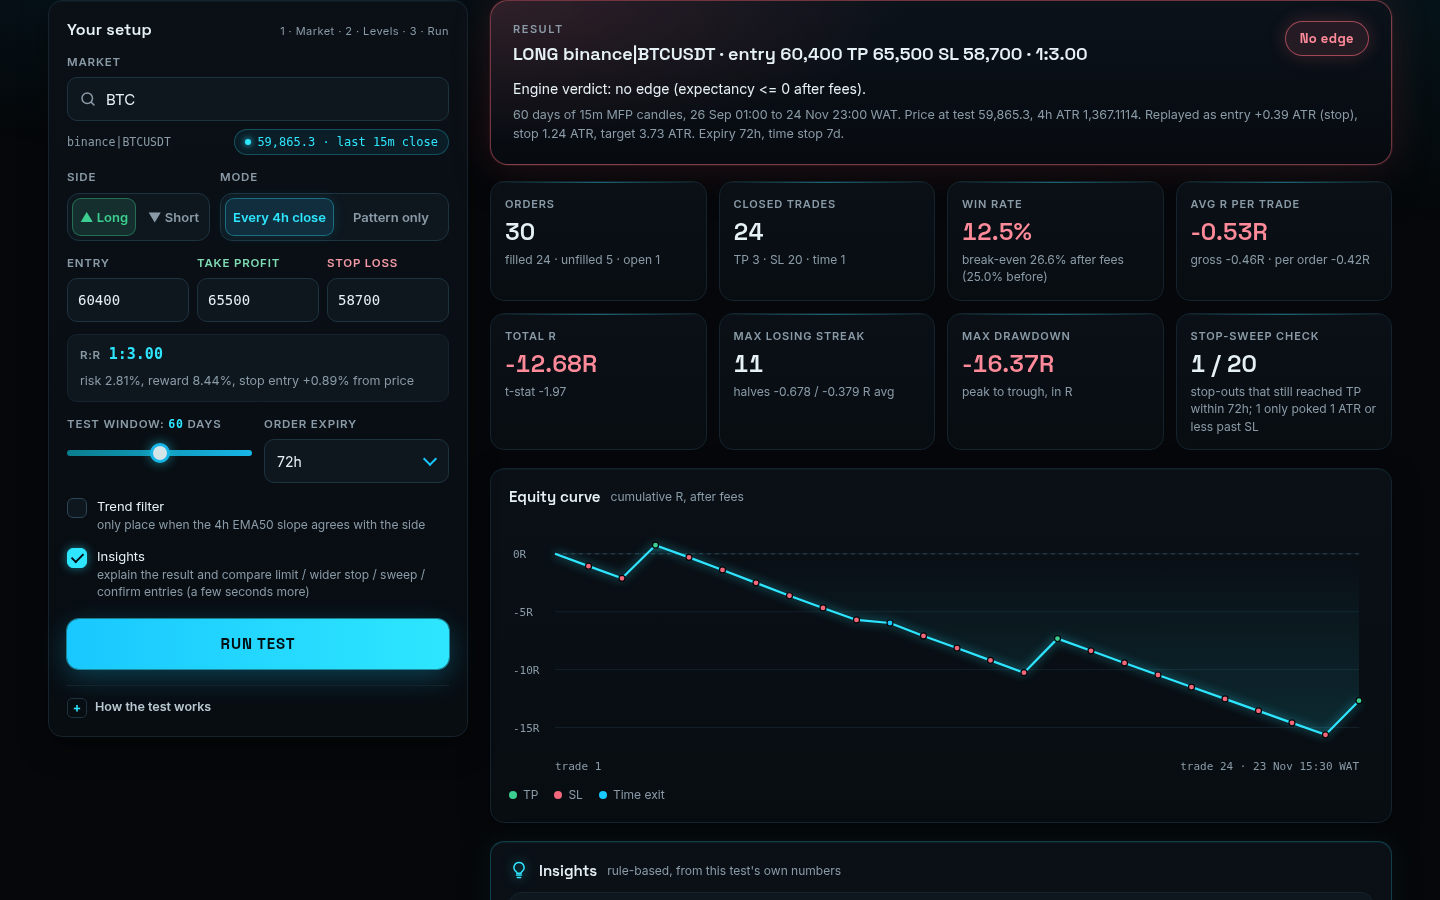 Your setup
1 · Market · 2 · Levels · 3 · Run
MARKET
BTC
binance|BTCUSDT
59,865.3 · last 15m close
SIDE
MODE
▲ Long
▼ Short
Every 4h close
Pattern only
ENTRY
TAKE PROFIT
STOP LOSS
60400
65500
58700
R:R 1:3.00
risk 2.81%, reward 8.44%, stop entry +0.89% from price
TEST WINDOW: 60 DAYS
ORDER EXPIRY
72h
Trend filter
only place when the 4h EMA50 slope agrees with the side
Insights
explain the result and compare limit / wider stop / sweep /
confirm entries (a few seconds more)
RUN TEST
+ How the test works
RESULT
LONG binance|BTCUSDT · entry 60,400 TP 65,500 SL 58,700 · 1:3.00
No edge
Engine verdict: no edge (expectancy <= 0 after fees).
60 days of 15m MFP candles, 26 Sep 01:00 to 24 Nov 23:00 WAT. Price at test 59,865.3, 4h ATR 1,367.1114. Replayed as entry +0.39 ATR (stop),
stop 1.24 ATR, target 3.73 ATR. Expiry 72h, time stop 7d.
ORDERS
30
filled 24 · unfilled 5 · open 1
CLOSED TRADES
24
TP 3 · SL 20 · time 1
WIN RATE
12.5%
break-even 26.6% after fees
(25.0% before)
AVG R PER TRADE
-0.53R
gross -0.46R · per order -0.42R
TOTAL R
-12.68R
t-stat -1.97
MAX LOSING STREAK
11
halves -0.678 / -0.379 R avg
MAX DRAWDOWN
-16.37R
peak to trough, in R
STOP-SWEEP CHECK
1 / 20
stop-outs that still reached TP
within 72h; 1 only poked 1 ATR or
less past SL
Equity curve cumulative R, after fees
0R
-5R
-10R
-15R
trade 1
trade 24 · 23 Nov 15:30 WAT
TP
SL
Time exit
Insights rule-based, from this test's own numbers